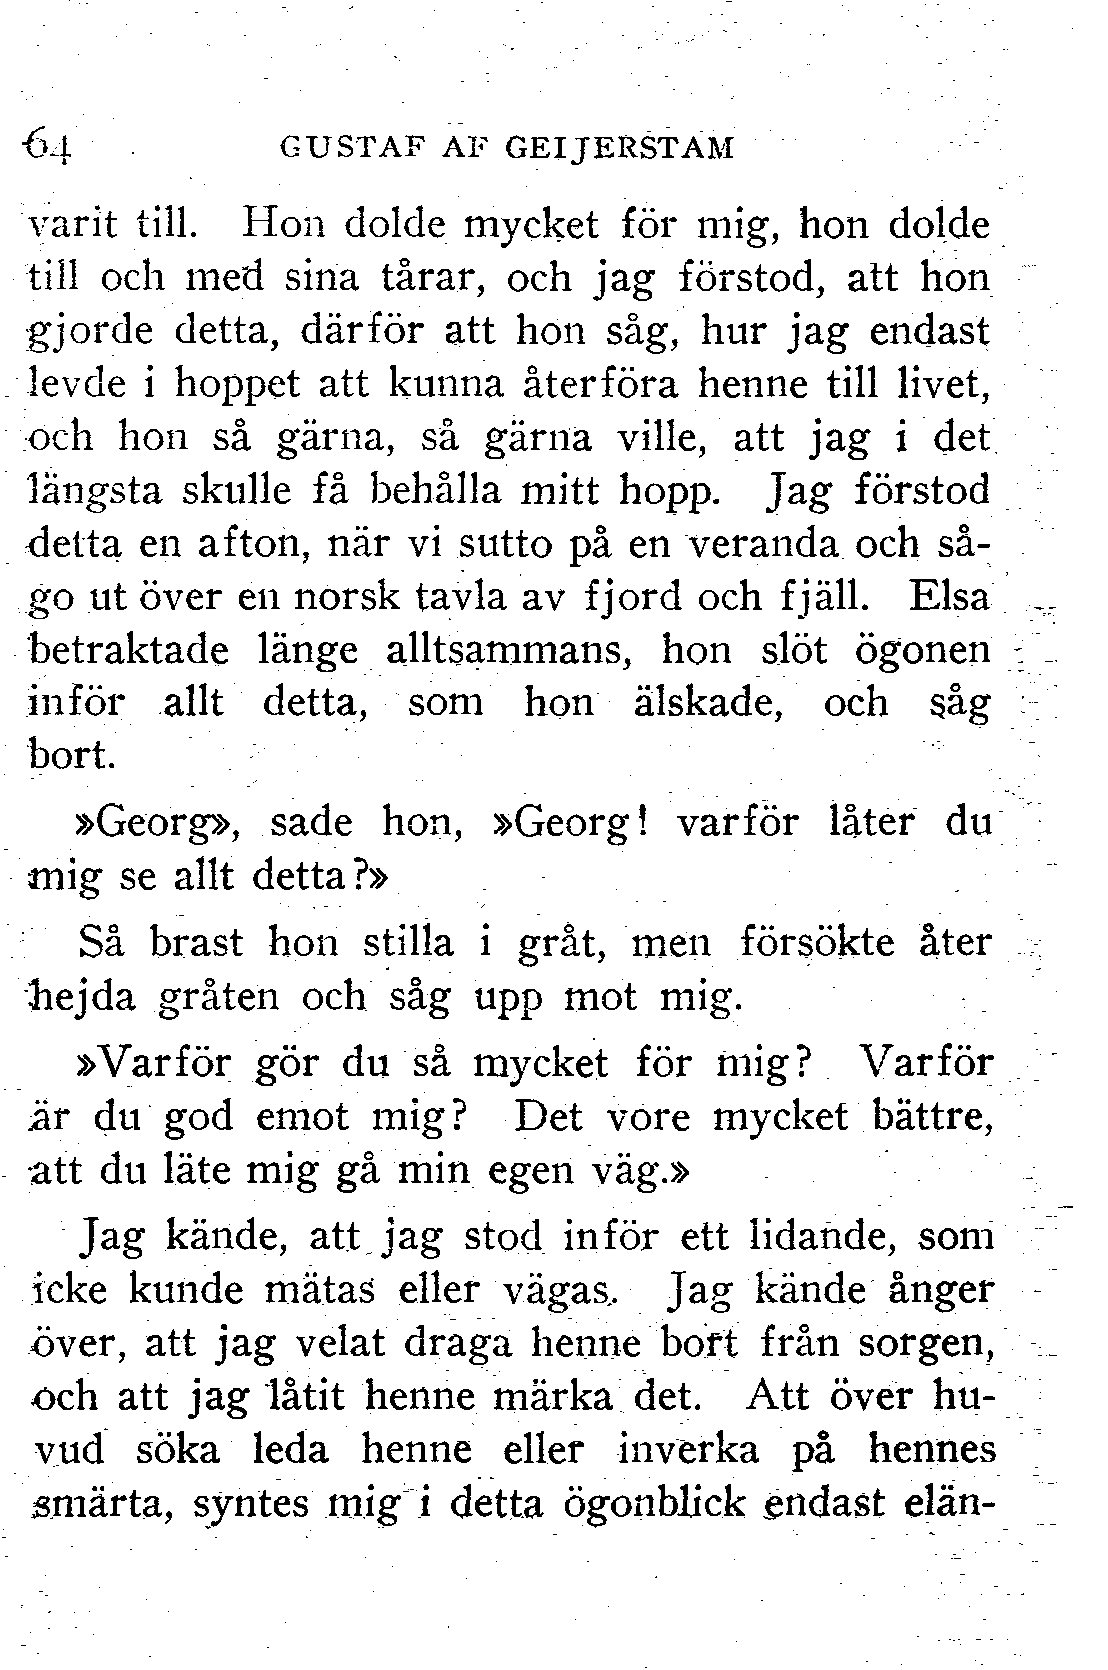 64 GUSTAF AF GEIJERSTAM
varit till. Hon dolde mycket för mig, hon dolde
till och med sina tårar, och jag förstod, att hon
gjorde detta, därför att hon såg, hur jag endast
levde i hoppet att kunna återföra henne till livet,
och hon så gärna, så gärna ville, att jag i det
längsta skulle få behålla mitt hopp. Jag förstod
detta en afton, när vi sutto på en veranda och så-
go ut över en norsk tavla av fjord och fjäll. Elsa
betraktade länge alltsammans, hon slöt ögonen
inför allt detta, som hon älskade, och såg
bort.
»Georg», sade hon, »Georg! varför låter du
mig se allt detta?»
Så brast hon stilla i gråt, men försökte åter
hejda gråten och såg upp mot mig.
»Varför gör du så mycket för mig? Varför
är du god emot mig? Det vore mycket bättre,
att du läte mig gå min egen väg.»
Jag kände, att jag stod inför ett lidande, som
icke kunde mätas eller vägas. Jag kände ånger
över, att jag velat draga henne bort från sorgen,
och att jag låtit henne märka det. Att över hu-
vud söka leda henne eller inverka på hennes
smärta, syntes mig i detta ögonblick endast elän-